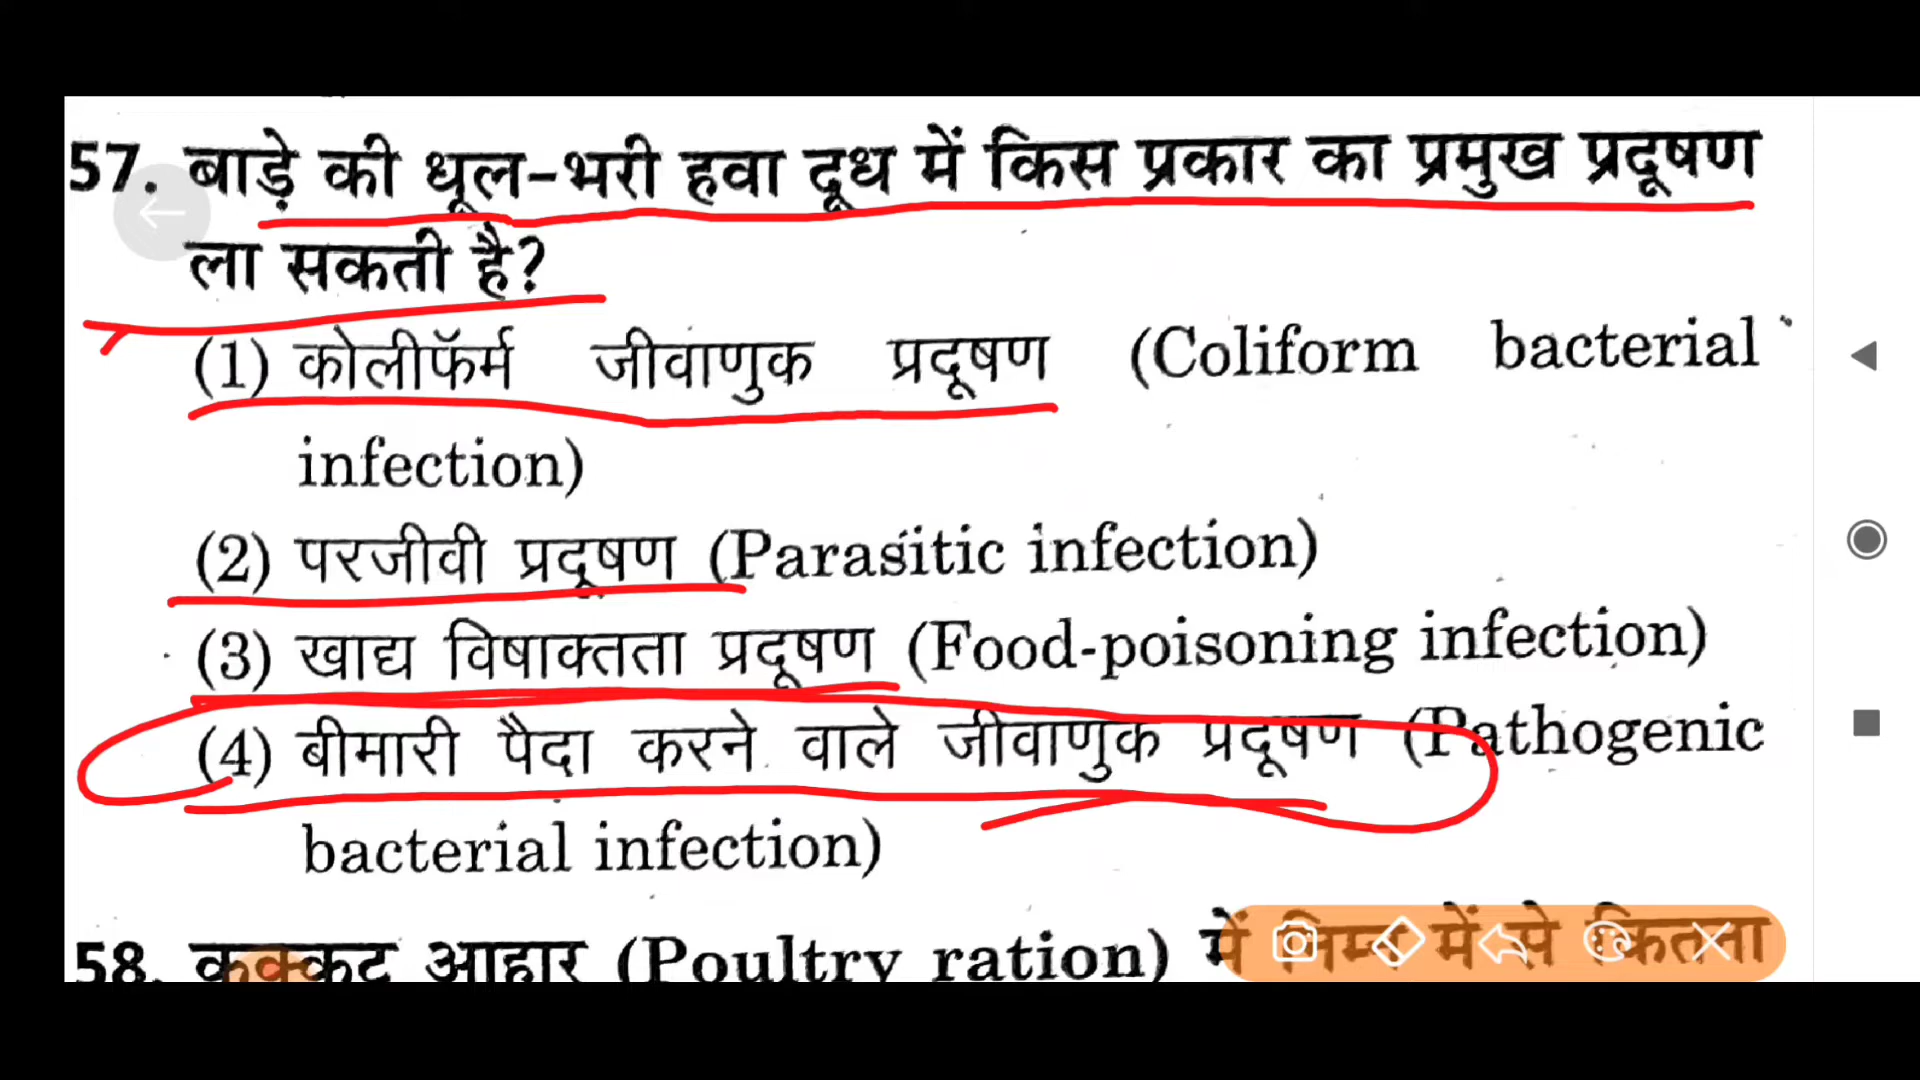 57. बाड़े की धूल-भरी हवा दूध में किस प्रकार का प्रमुख प्रदूषण
ला सकती है?
(1) कोलीफॉर्म जीवाणुक प्रदूषण (Coliform bacterial
infection)
(2) परजीवी प्रदूषण (Parasitic infection)
(3) खाद्य विषाक्तता प्रदूषण (Food-poisoning infection)
(4) बीमारी पैदा करने वाले जीवाणुक प्रदूषण (Pathogenic
bacterial infection)
58. कुक्कुट आहार (Poultry ration) में निम्न में से कितना